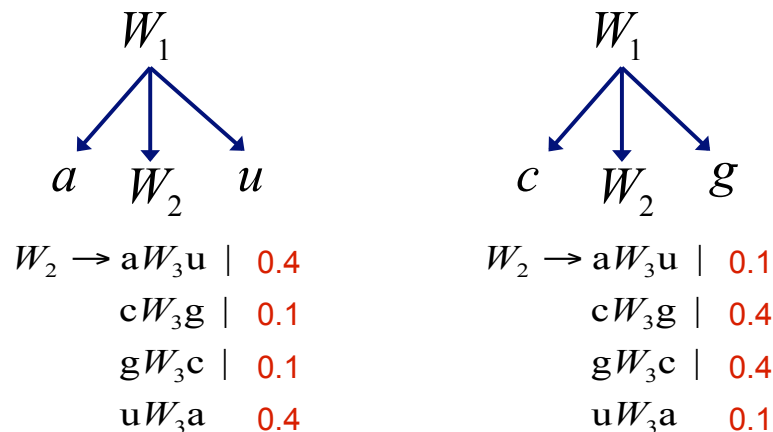 W₁ W₁
a W₂ u c W₂ g
W₂ → aW₃u | 0.4 W₂ → aW₃u | 0.1
cW₃g | 0.1 cW₃g | 0.4
gW₃c | 0.1 gW₃c | 0.4
uW₃a 0.4 uW₃a 0.1